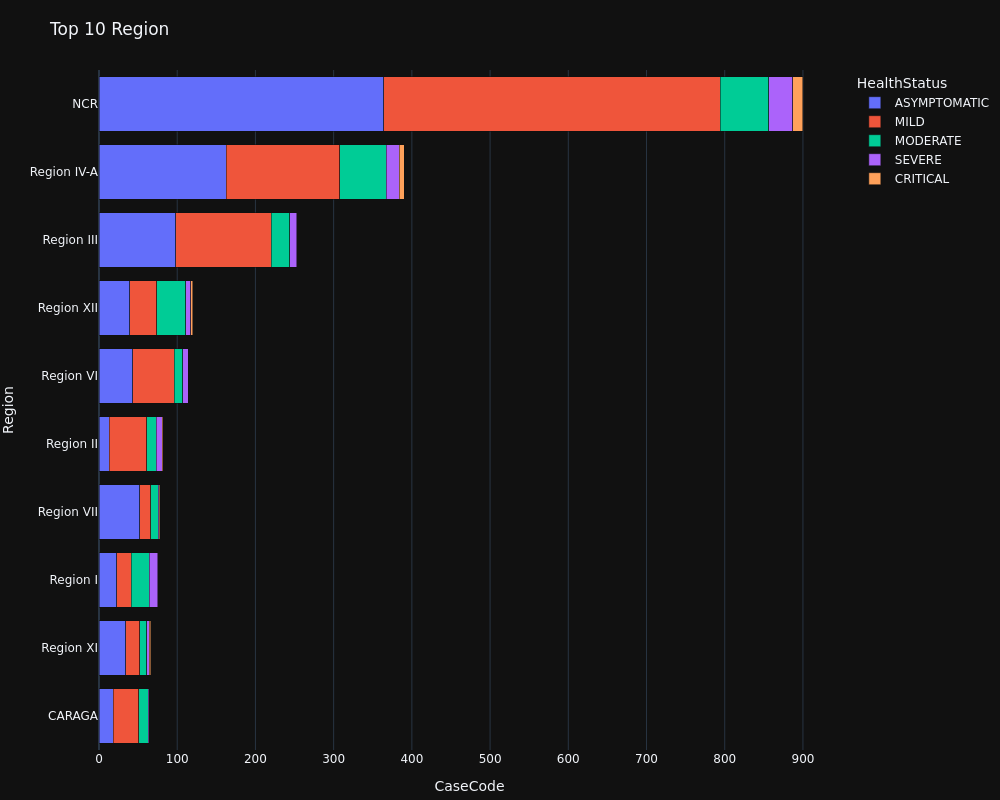 Top 10 Region
HealthStatus
ASYMPTOMATIC
MILD
MODERATE
SEVERE
CRITICAL
Region
NCR
Region IV-A
Region III
Region XII
Region VI
Region II
Region VII
Region I
Region XI
CARAGA
0 100 200 300 400 500 600 700 800 900
CaseCode